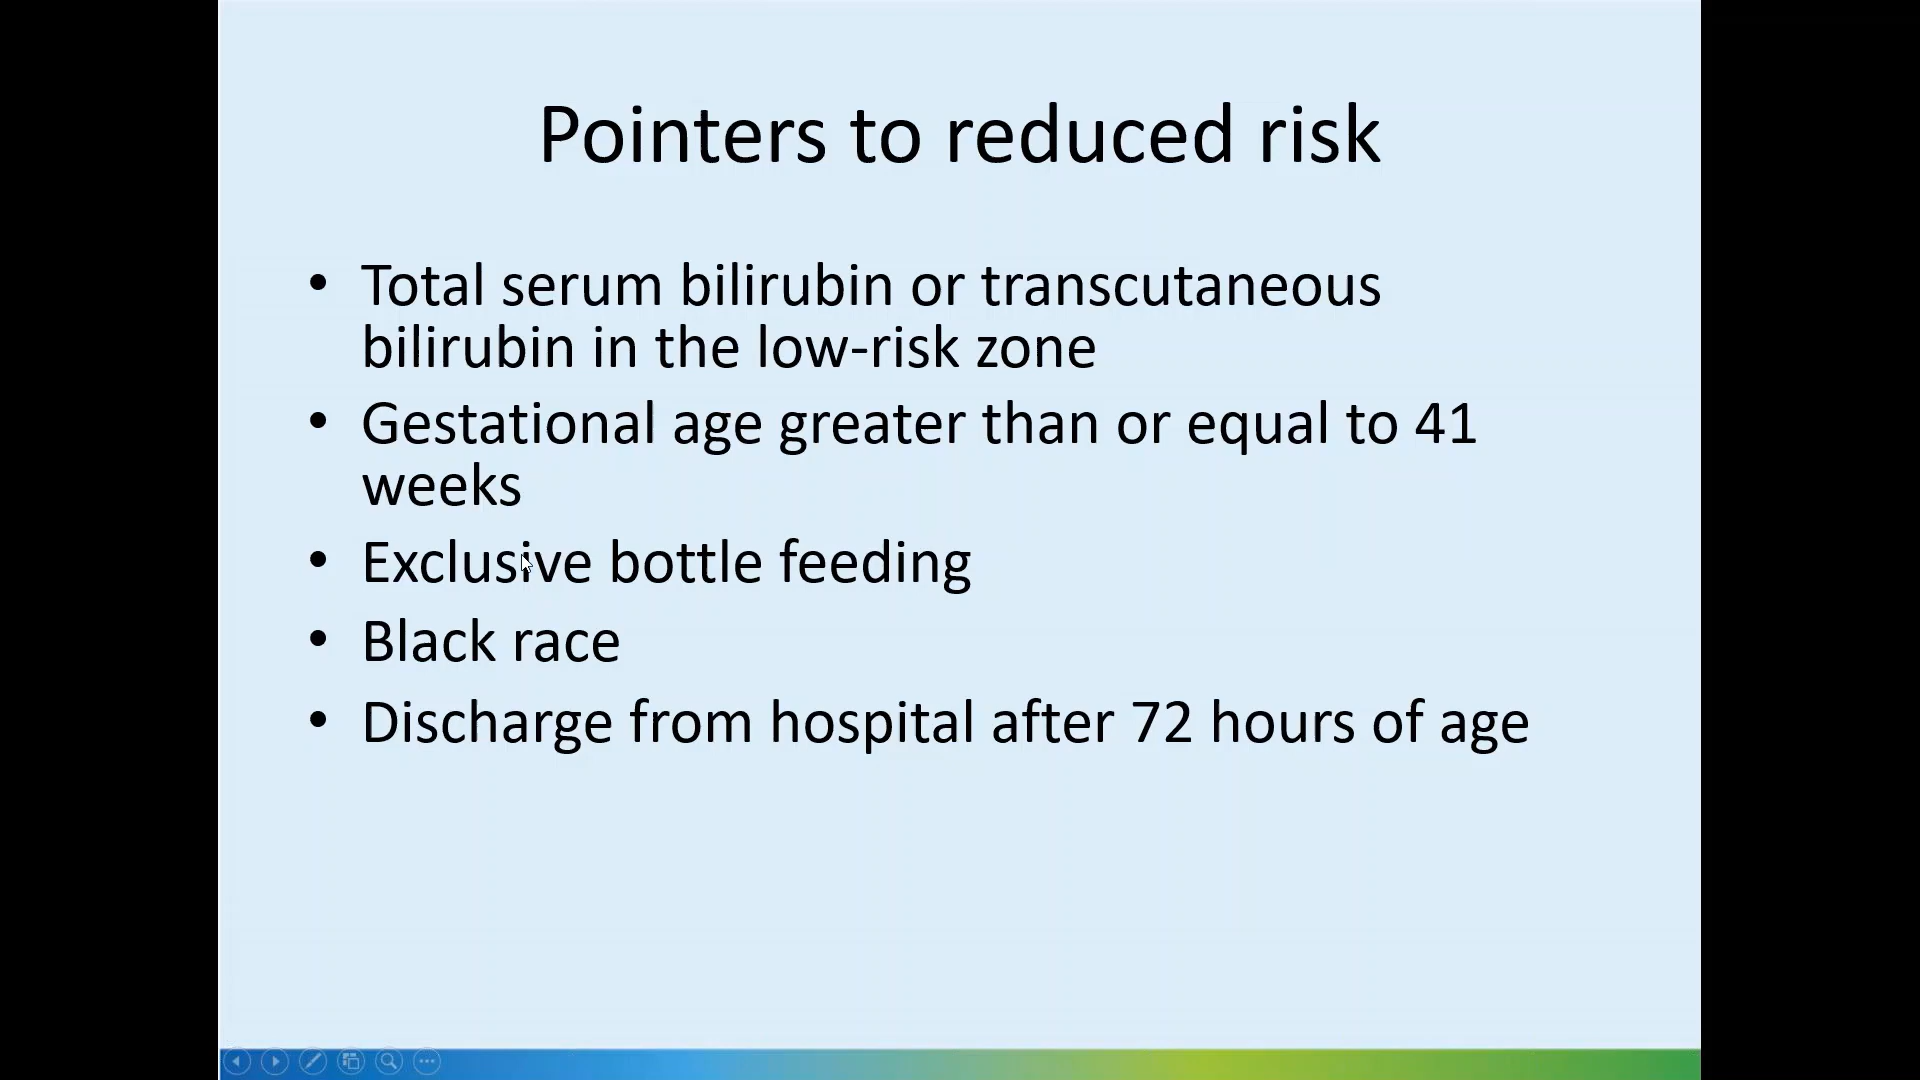 Pointers to reduced risk
• Total serum bilirubin or transcutaneous
bilirubin in the low-risk zone
• Gestational age greater than or equal to 41
weeks
• Exclusive bottle feeding
• Black race
• Discharge from hospital after 72 hours of age